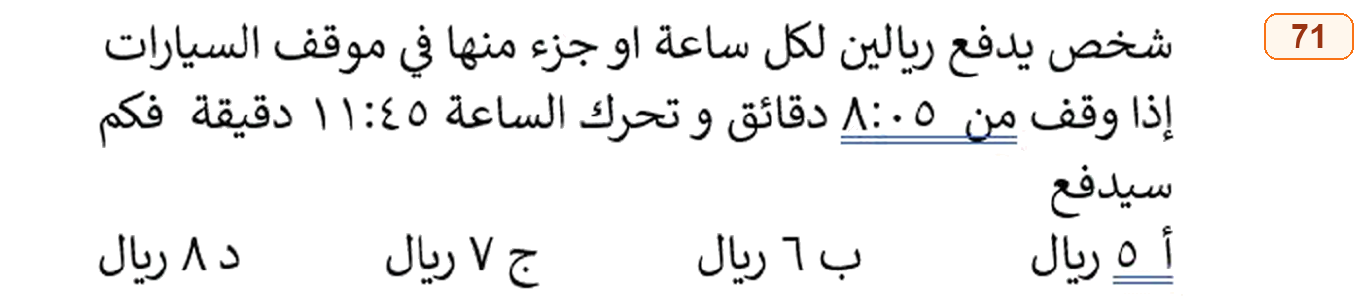 71
شخص يدفع ريالين لكل ساعة او جزء منها في موقف السيارات
إذا وقف من ٨:٠٥ دقائق و تحرك الساعة ١١:٤٥ دقيقة فكم
سيدفع
أ ٥ ريال ب ٦ ريال ج ٧ ريال د ٨ ريال